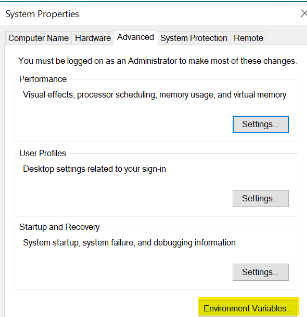 System Properties
Computer Name Hardware Advanced System Protection Remote
You must be logged on as an Administrator to make most of these changes.
Performance
Visual effects, processor scheduling, memory usage, and virtual memory
Settings...
User Profiles
Desktop settings related to your sign-in
Settings...
Startup and Recovery
System startup, system failure, and debugging information
Settings...
Environment Variables...